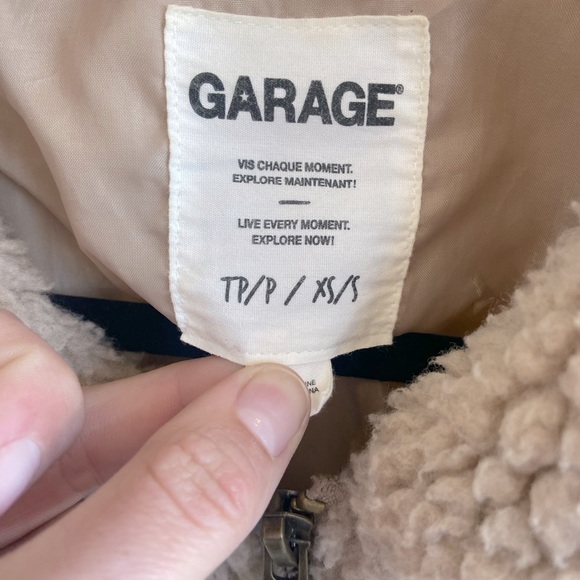 GARAGE®
VIS CHAQUE MOMENT.
EXPLORE MAINTENANT!
LIVE EVERY MOMENT.
EXPLORE NOW!
TP/P / XS/S